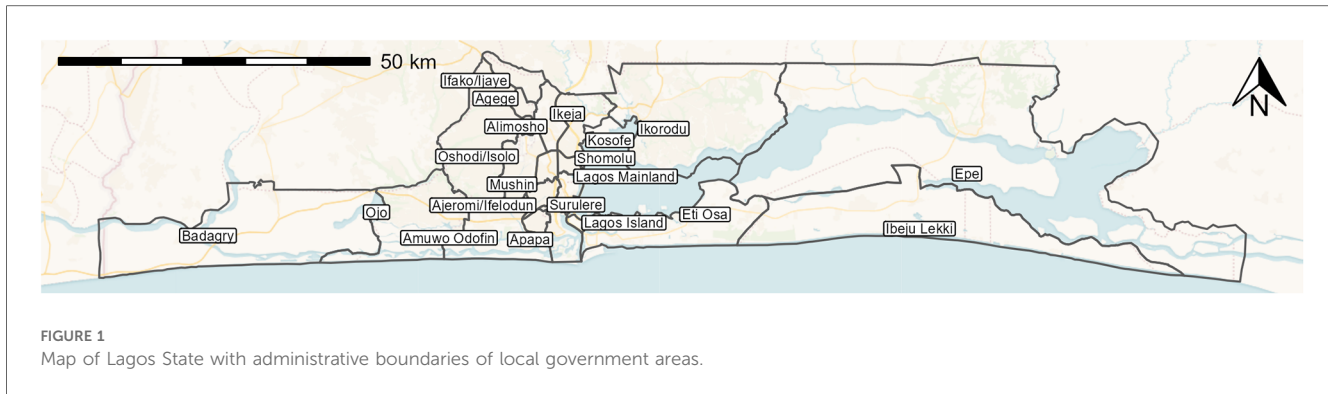 50 km
N
Ifako/Ijaye
Agege
Ikeja
Alimosho
Ikorodu
Kosofe
Oshodi/Isolo
Shomolu
Lagos Mainland
Epe
Mushin
Ajeromi/Ifelodun
Surulere
Ojo
Eti Osa
Lagos Island
Ibeju Lekki
Badagry
Amuwo Odofin
Apapa
FIGURE 1
Map of Lagos State with administrative boundaries of local government areas.